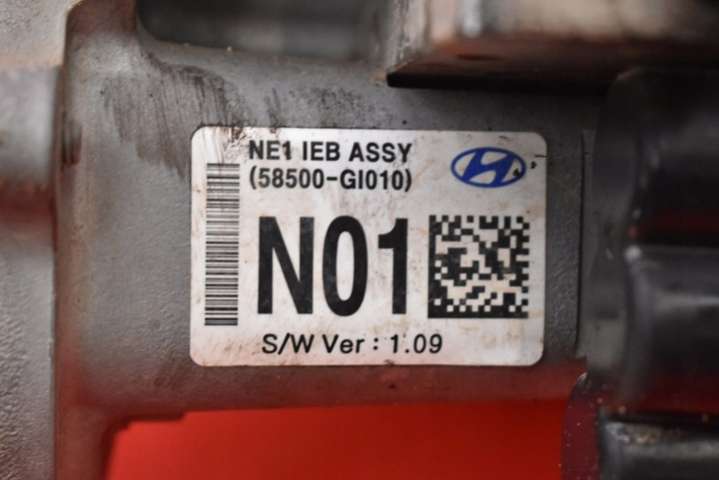 NE1 IEB ASSY
(58500-GI010)
N01
S/W Ver : 1.09